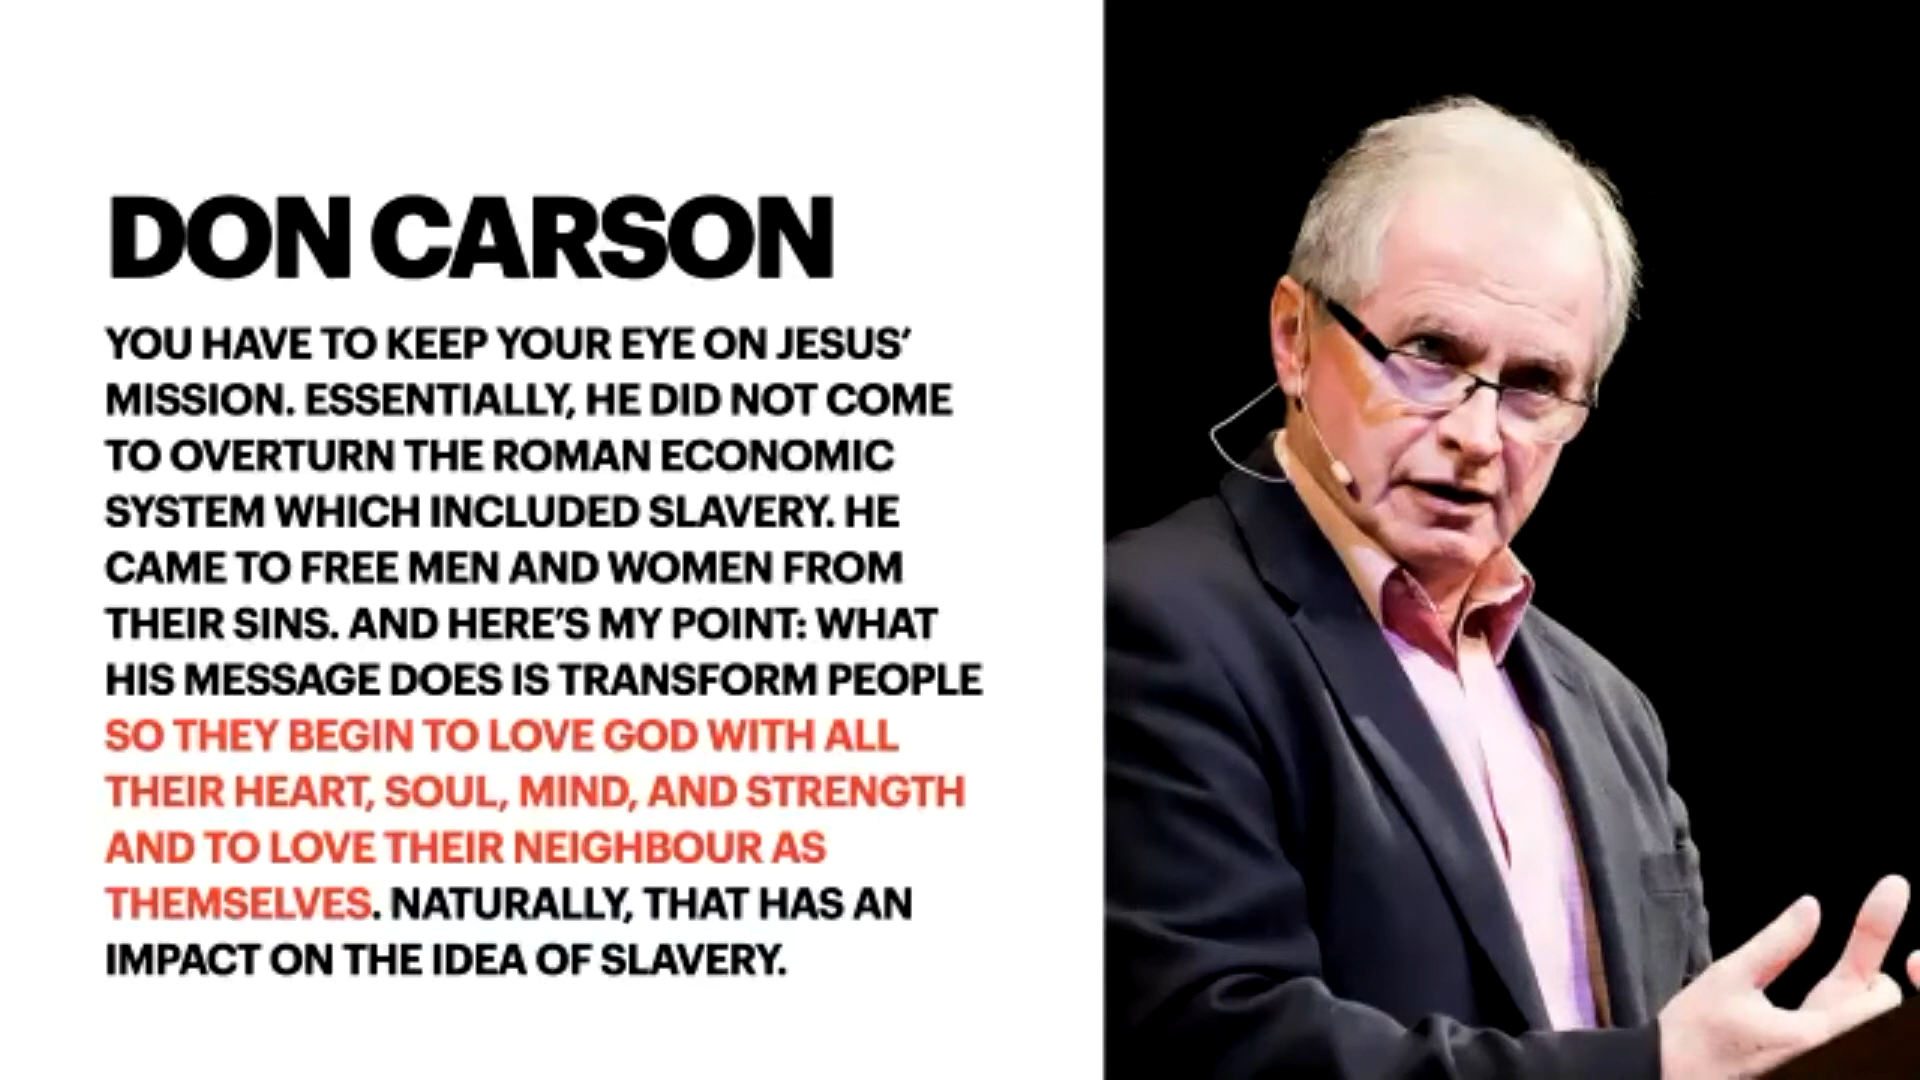 DON CARSON
YOU HAVE TO KEEP YOUR EYE ON JESUS’
MISSION. ESSENTIALLY, HE DID NOT COME
TO OVERTURN THE ROMAN ECONOMIC
SYSTEM WHICH INCLUDED SLAVERY. HE
CAME TO FREE MEN AND WOMEN FROM
THEIR SINS. AND HERE’S MY POINT: WHAT
HIS MESSAGE DOES IS TRANSFORM PEOPLE
SO THEY BEGIN TO LOVE GOD WITH ALL
THEIR HEART, SOUL, MIND, AND STRENGTH
AND TO LOVE THEIR NEIGHBOUR AS
THEMSELVES. NATURALLY, THAT HAS AN
IMPACT ON THE IDEA OF SLAVERY.